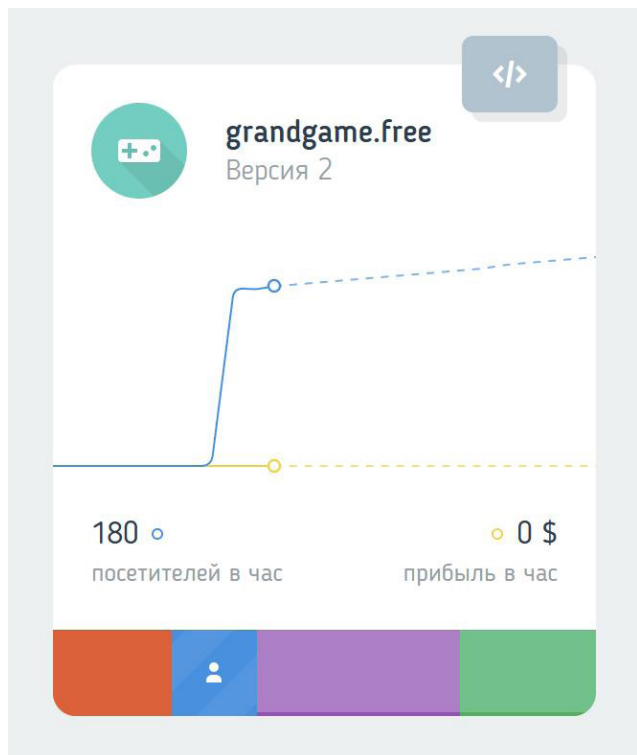 </>
grandgame.free
Версия 2
180
посетителей в час
0 $
прибыль в час